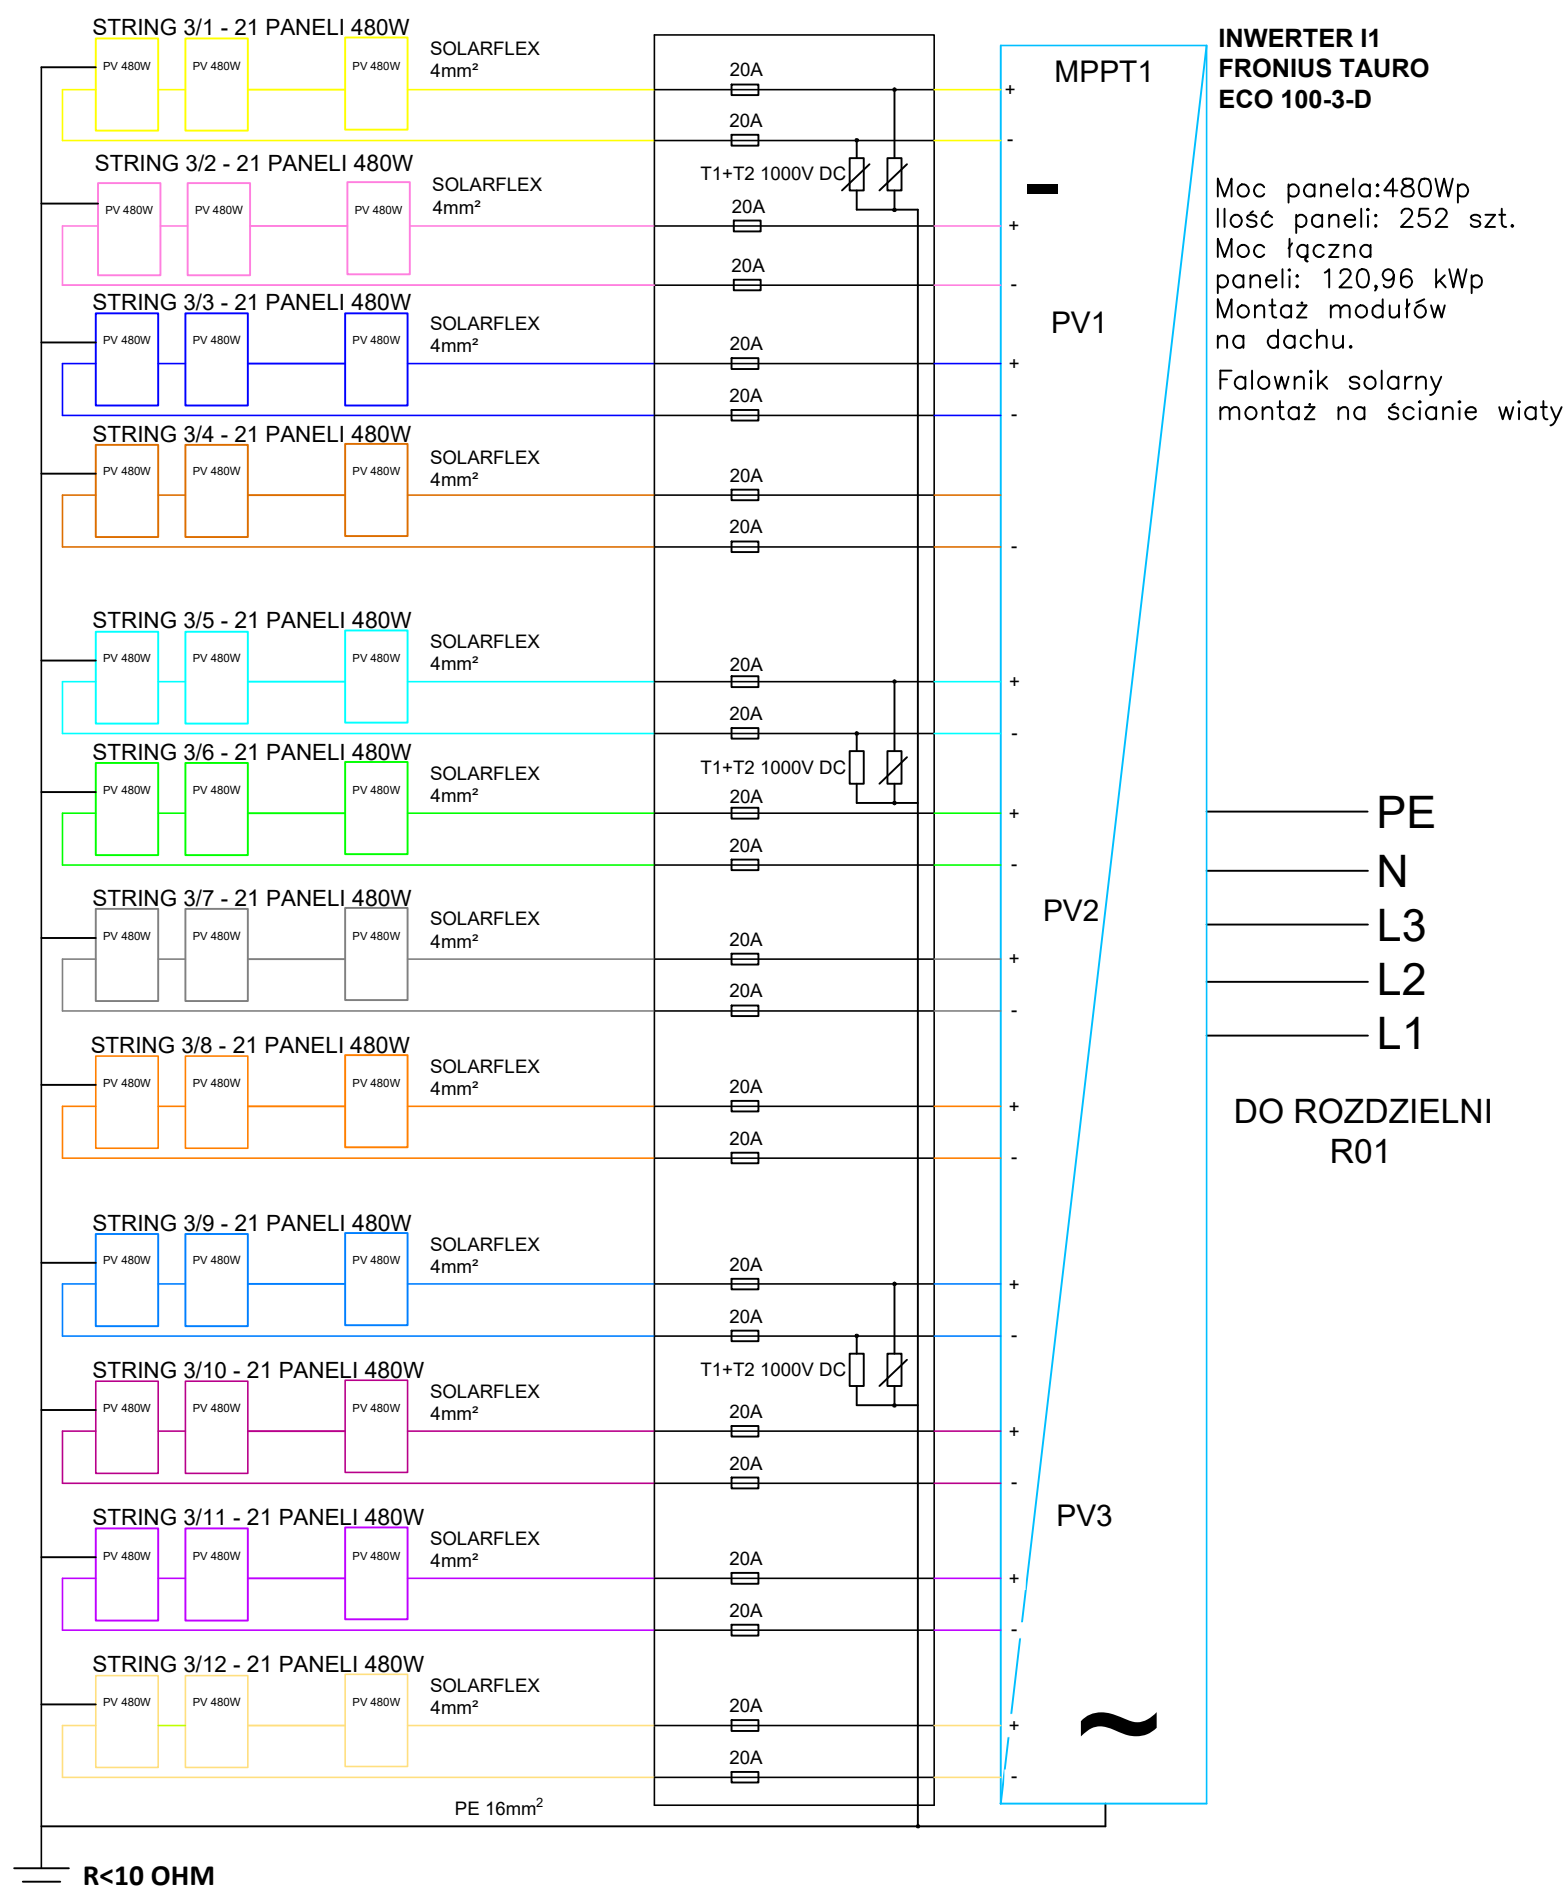 STRING 3/1 - 21 PANELI 480W
PV 480W
PV 480W
PV 480W
SOLARFLEX
4mm²
20A
20A
T1+T2 1000V DC
STRING 3/2 - 21 PANELI 480W
PV 480W
PV 480W
PV 480W
SOLARFLEX
4mm²
20A
20A
STRING 3/3 - 21 PANELI 480W
PV 480W
PV 480W
PV 480W
SOLARFLEX
4mm²
20A
20A
STRING 3/4 - 21 PANELI 480W
PV 480W
PV 480W
PV 480W
SOLARFLEX
4mm²
20A
20A
STRING 3/5 - 21 PANELI 480W
PV 480W
PV 480W
PV 480W
SOLARFLEX
4mm²
20A
20A
T1+T2 1000V DC
STRING 3/6 - 21 PANELI 480W
PV 480W
PV 480W
PV 480W
SOLARFLEX
4mm²
20A
20A
STRING 3/7 - 21 PANELI 480W
PV 480W
PV 480W
PV 480W
SOLARFLEX
4mm²
20A
20A
STRING 3/8 - 21 PANELI 480W
PV 480W
PV 480W
PV 480W
SOLARFLEX
4mm²
20A
20A
STRING 3/9 - 21 PANELI 480W
PV 480W
PV 480W
PV 480W
SOLARFLEX
4mm²
20A
20A
T1+T2 1000V DC
STRING 3/10 - 21 PANELI 480W
PV 480W
PV 480W
PV 480W
SOLARFLEX
4mm²
20A
20A
STRING 3/11 - 21 PANELI 480W
PV 480W
PV 480W
PV 480W
SOLARFLEX
4mm²
20A
20A
STRING 3/12 - 21 PANELI 480W
PV 480W
PV 480W
PV 480W
SOLARFLEX
4mm²
20A
20A
PE 16mm²
R<10 OHM
MPPT1
+
-
+
-
PV1
+
-
-
+
-
+
-
PV2
+
-
+
-
+
-
+
-
PV3
+
-
+
-
~
INWERTER I1
FRONIUS TAURO
ECO 100-3-D
Moc panela:480Wp
Ilość paneli: 252 szt.
Moc łączna
paneli: 120,96 kWp
Montaż modułów
na dachu.
Falownik solarny
montaż na ścianie wiaty
PE
N
L3
L2
L1
DO ROZDZIELNI
R01